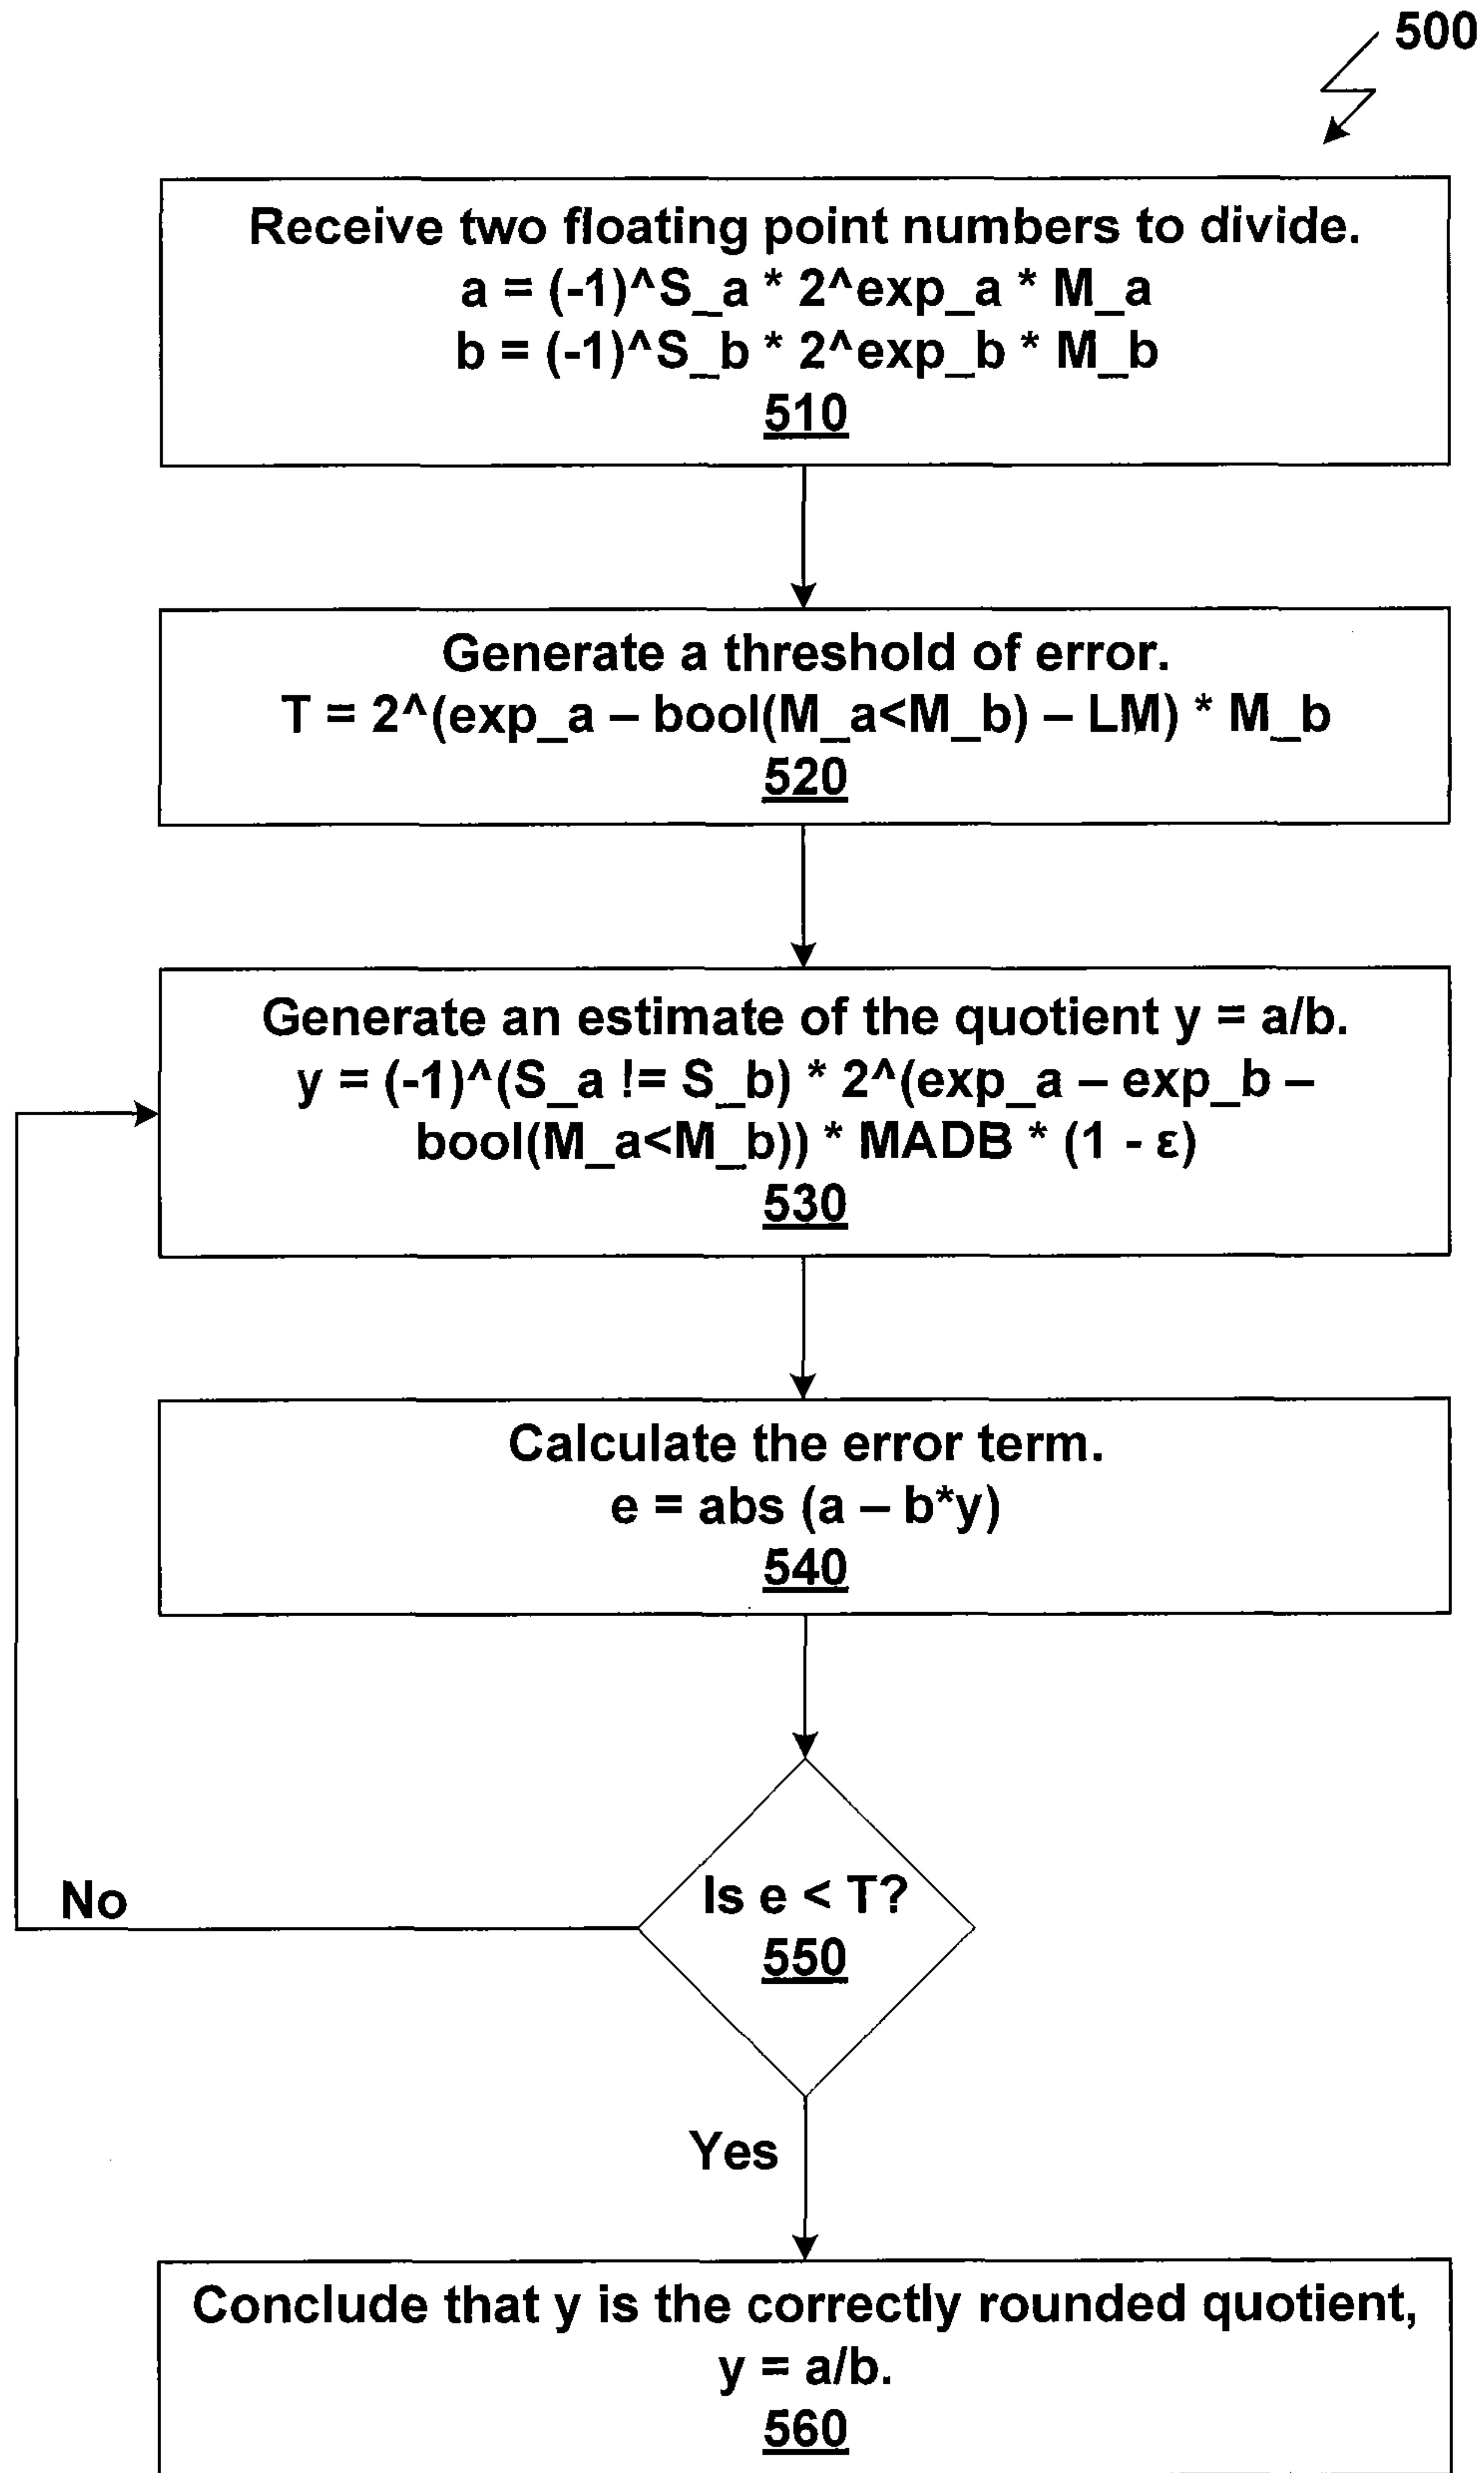 500
Receive two floating point numbers to divide.
a = (-1)^S_a * 2^exp_a * M_a
b = (-1)^S_b * 2^exp_b * M_b
510
Generate a threshold of error.
T = 2^(exp_a – bool(M_a<M_b) – LM) * M_b
520
Generate an estimate of the quotient y = a/b.
y = (-1)^(S_a != S_b) * 2^(exp_a – exp_b –
bool(M_a<M_b)) * MADB * (1 - ε)
530
Calculate the error term.
e = abs (a – b*y)
540
Is e < T?
550
No
Yes
Conclude that y is the correctly rounded quotient,
y = a/b.
560